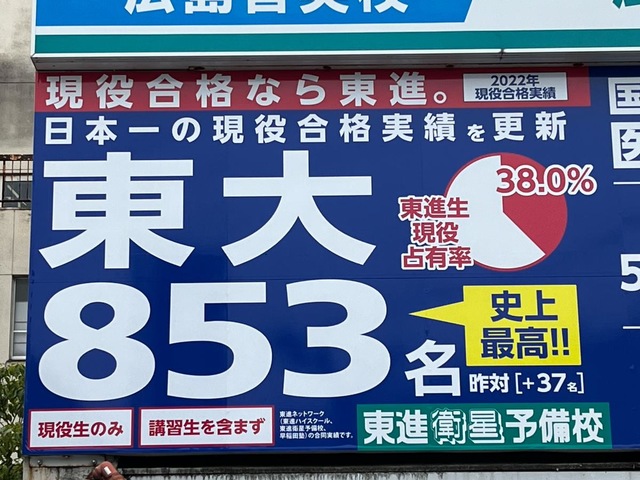 広島皆実校
現役合格なら東進。
2022年
現役合格実績
日本一の現役合格実績を更新
東大
38.0%
東進生
現役
占有率
853名
史上
最高!!
昨対[+37名]
現役生のみ
講習生を含まず
東進ネットワーク
(東進ハイスクール、
東進衛星予備校、
早稲田塾)の合同実績です。
東進衛星予備校
国
医
5